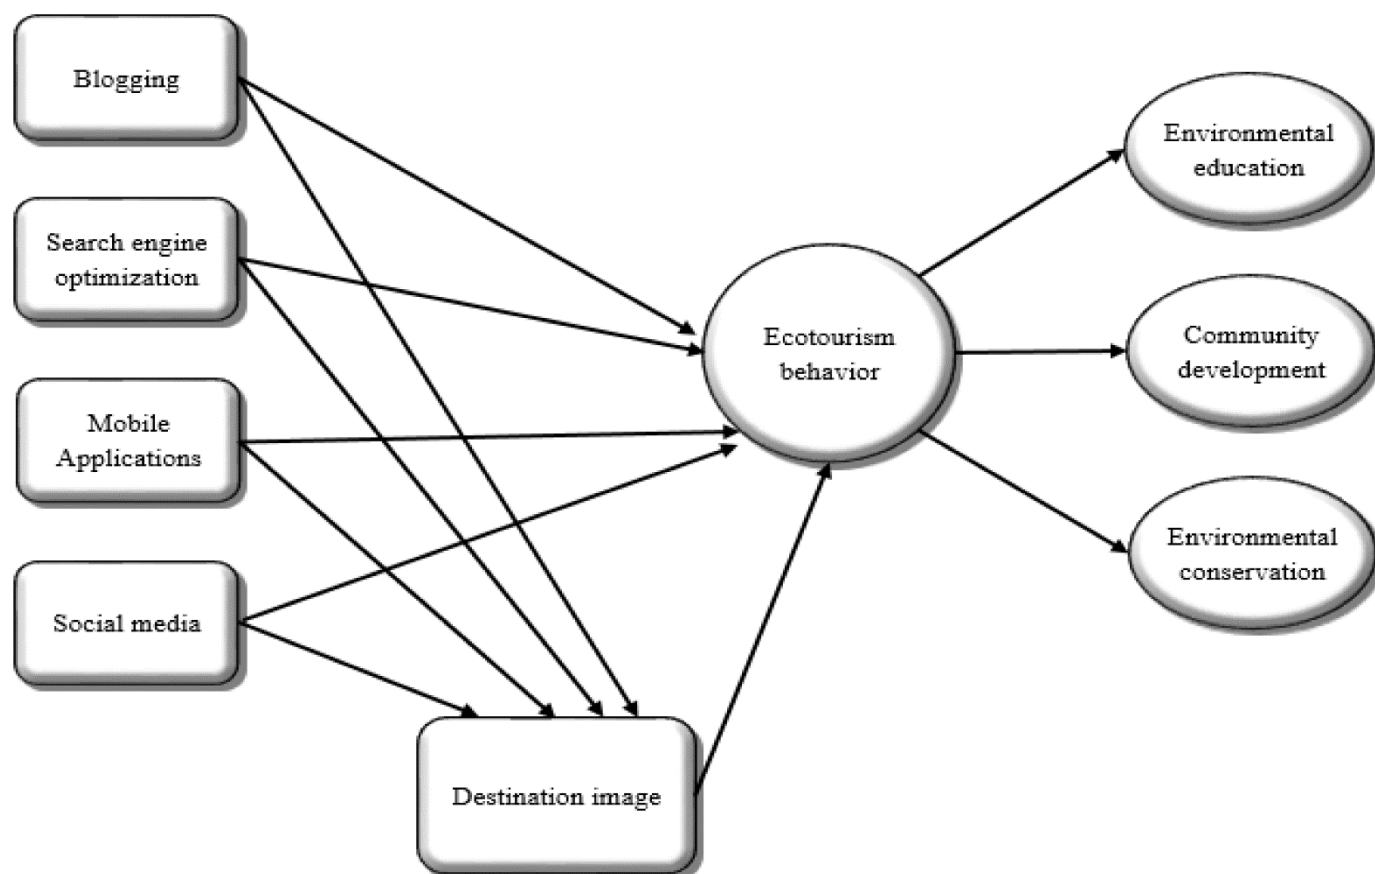 Blogging
Search engine
optimization
Mobile
Applications
Social media
Destination image
Ecotourism
behavior
Environmental
education
Community
development
Environmental
conservation